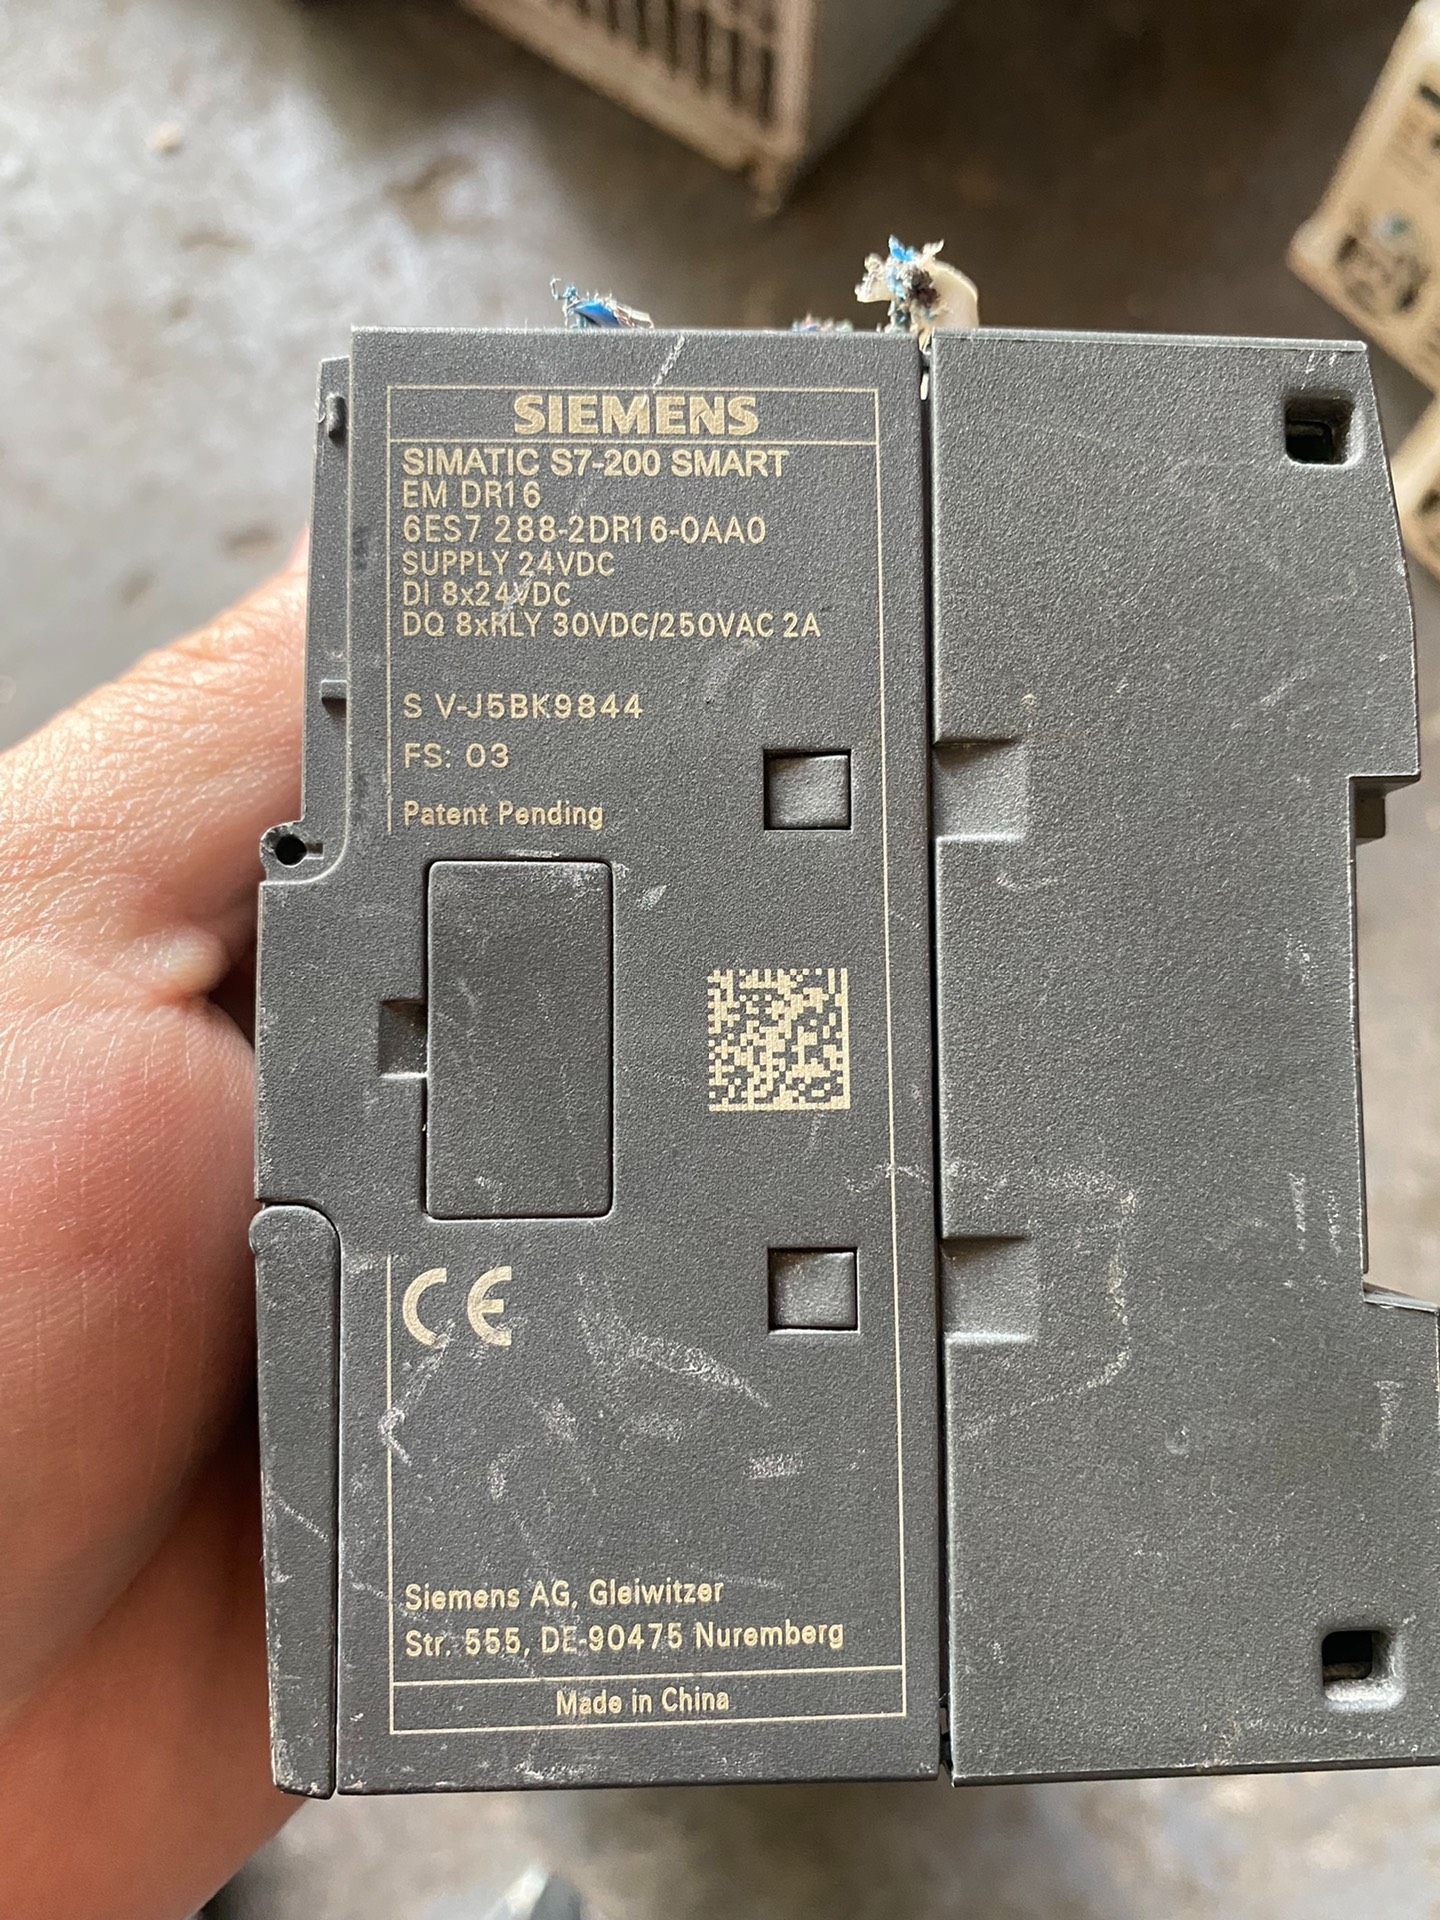 SIEMENS
SIMATIC S7-200 SMART
EM DR16
6ES7 288-2DR16-0AA0
SUPPLY 24VDC
DI 8x24VDC
DQ 8xRLY 30VDC/250VAC 2A
S V-J5BK9844
FS: 03
Patent Pending
CE
Siemens AG, Gleiwitzer
Str. 555, DE-90475 Nuremberg
Made in China